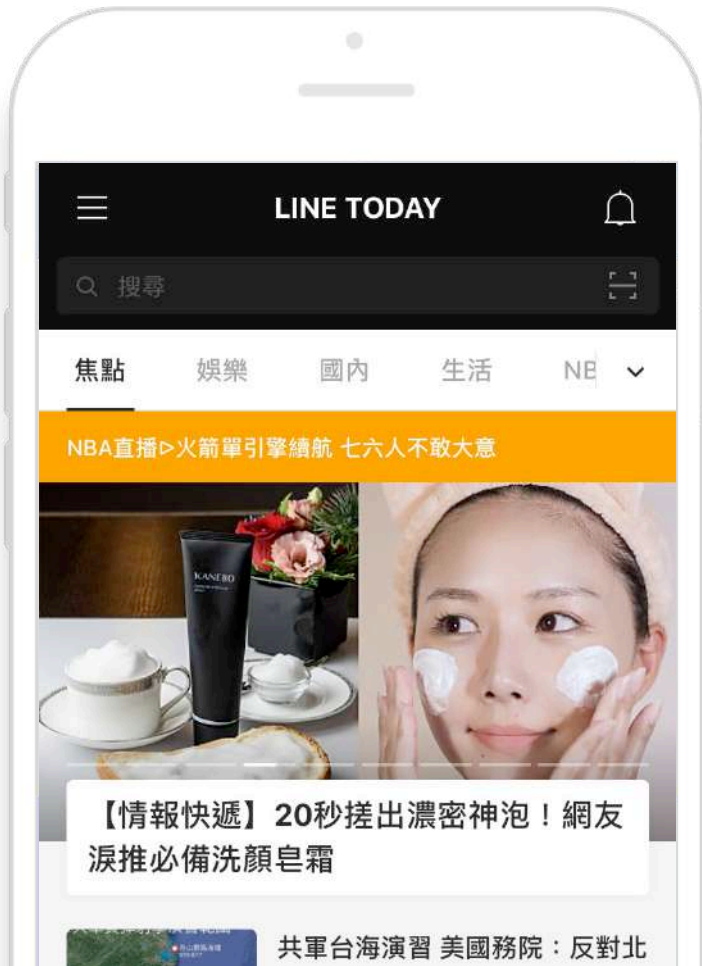 LINE TODAY
搜尋
焦點 娛樂 國內 生活 NB
NBA直播▷火箭單引擎續航 七六人不敢大意
KANEBO
【情報快遞】20秒搓出濃密神泡！網友
淚推必備洗顏皂霜
共軍台海演習 美國務院：反對北